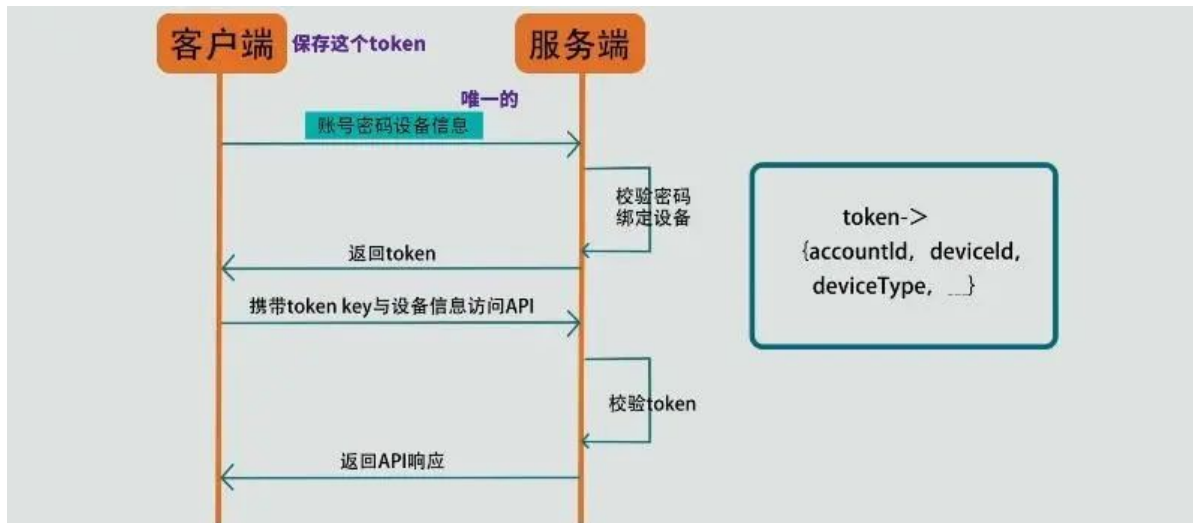 客户端
保存这个token
服务端
唯一的
账号密码设备信息
校验密码
绑定设备
返回token
携带token key与设备信息访问API
校验token
返回API响应
token->
{accountId, deviceId,
deviceType, ...}